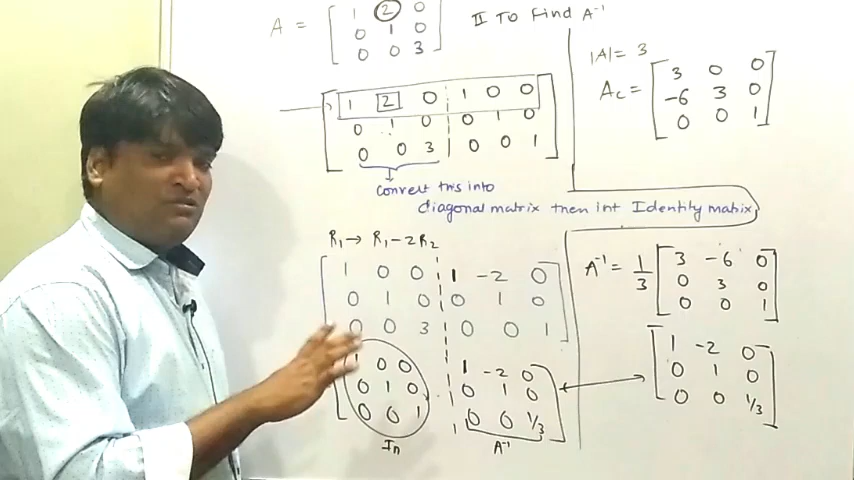 II To Find A⁻¹
A = [ 1 2 0
0 1 0
0 0 3 ]
[ 1 2 0 | 1 0 0
0 1 0 | 0 1 0
0 0 3 | 0 0 1 ]
Convert this into
diagonal matrix then int Identity matrix
R₁→ R₁-2R₂
[ 1 0 0 | 1 -2 0
0 1 0 | 0 1 0
0 0 3 | 0 0 1 ]
[ 1 0 0 | 1 -2 0
0 1 0 | 0 1 0
0 0 1 | 0 0 1/3 ]
In A⁻¹
|A| = 3
Ac = [ 3 0 0
-6 3 0
0 0 1 ]
A⁻¹ = 1/3 [ 3 -6 0
0 3 0
0 0 1 ]
[ 1 -2 0
0 1 0
0 0 1/3 ]